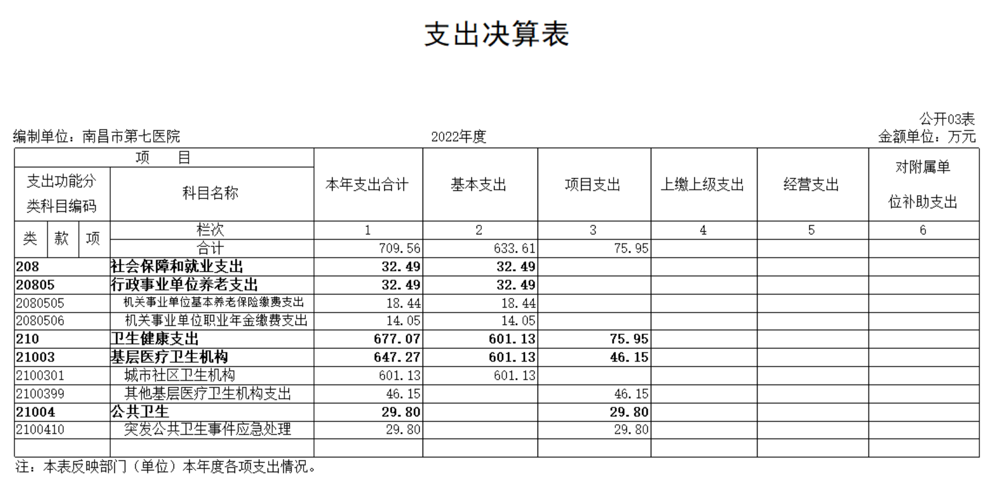 支出决算表
公开03表
编制单位：南昌市第七医院 2022年度 金额单位：万元
项 目
支出功能分
类科目编码
科目名称
本年支出合计 基本支出 项目支出 上缴上级支出 经营支出
对附属单
位补助支出
类 款 项
栏次 1 2 3 4 5 6
合计 709.56 633.61 75.95
208 社会保障和就业支出 32.49 32.49
20805 行政事业单位养老支出 32.49 32.49
2080505 机关事业单位基本养老保险缴费支出 18.44 18.44
2080506 机关事业单位职业年金缴费支出 14.05 14.05
210 卫生健康支出 677.07 601.13 75.95
21003 基层医疗卫生机构 647.27 601.13 46.15
2100301 城市社区卫生机构 601.13 601.13
2100399 其他基层医疗卫生机构支出 46.15 46.15
21004 公共卫生 29.80 29.80
2100410 突发公共卫生事件应急处理 29.80 29.80
注：本表反映部门（单位）本年度各项支出情况。